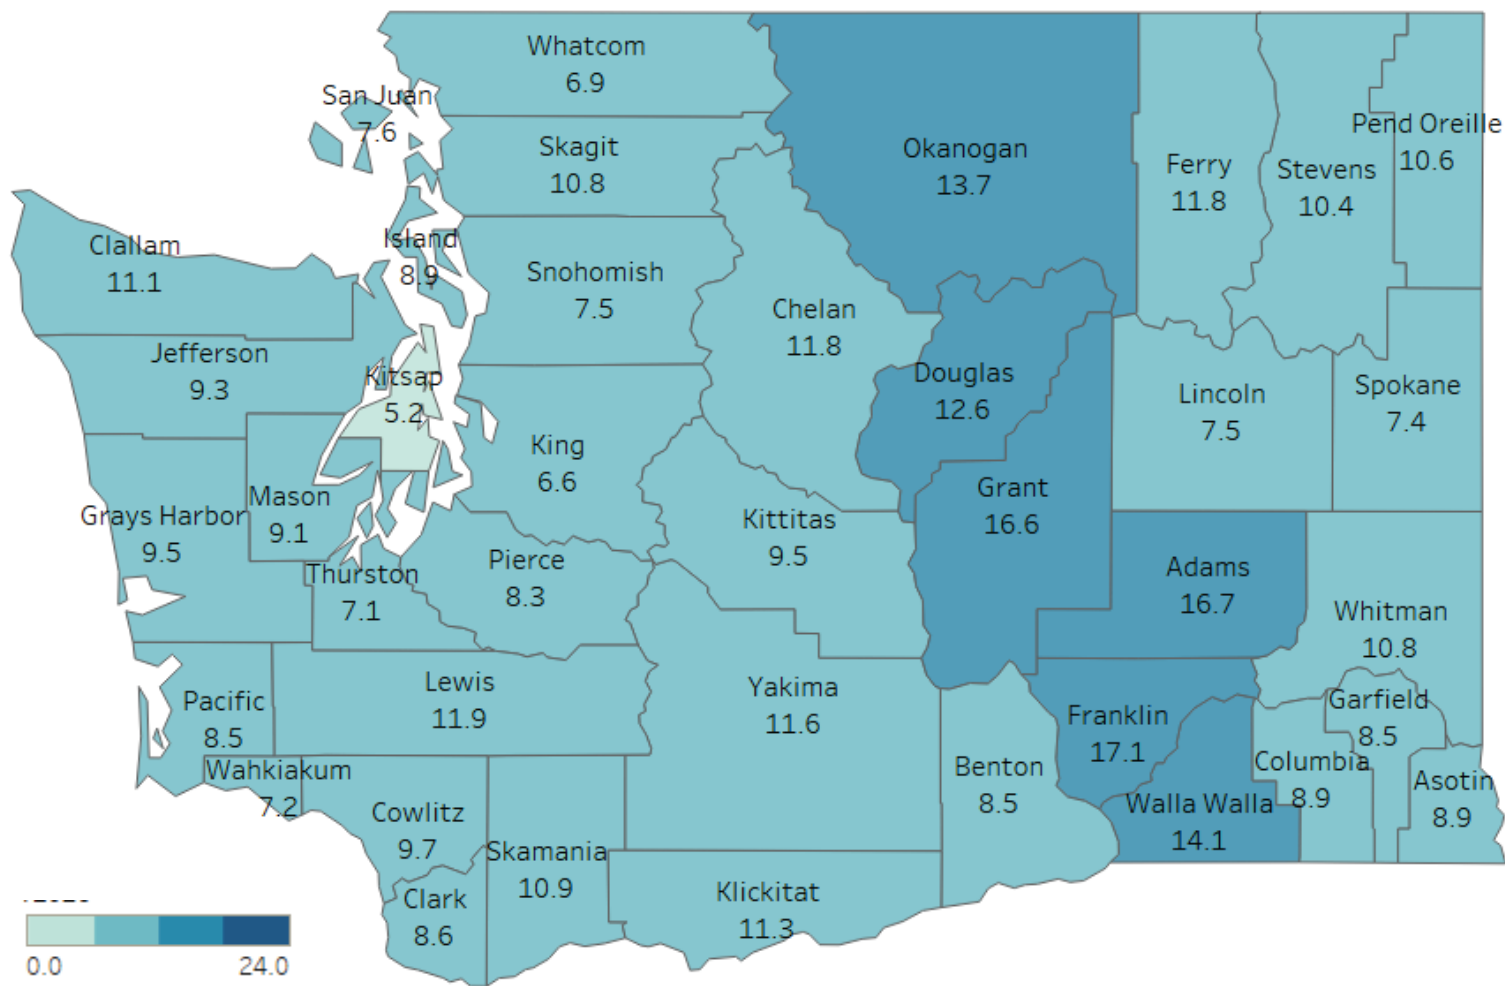 Whatcom
6.9
San Juan
7.6
Skagit
10.8
Okanogan
13.7
Ferry
11.8
Stevens
10.4
Pend Oreille
10.6
Clallam
11.1
Island
8.9
Snohomish
7.5
Chelan
11.8
Jefferson
9.3
Kitsap
5.2
Douglas
12.6
Lincoln
7.5
Spokane
7.4
King
6.6
Grant
16.6
Mason
9.1
Grays Harbor
9.5
Kittitas
9.5
Thurston
7.1
Pierce
8.3
Adams
16.7
Whitman
10.8
Pacific
8.5
Lewis
11.9
Yakima
11.6
Franklin
17.1
Garfield
8.5
Wahkiakum
7.2
Benton
8.5
Columbia
8.9
Asotin
8.9
Cowlitz
9.7
Walla Walla
14.1
Skamania
10.9
Clark
8.6
Klickitat
11.3
0.0 24.0